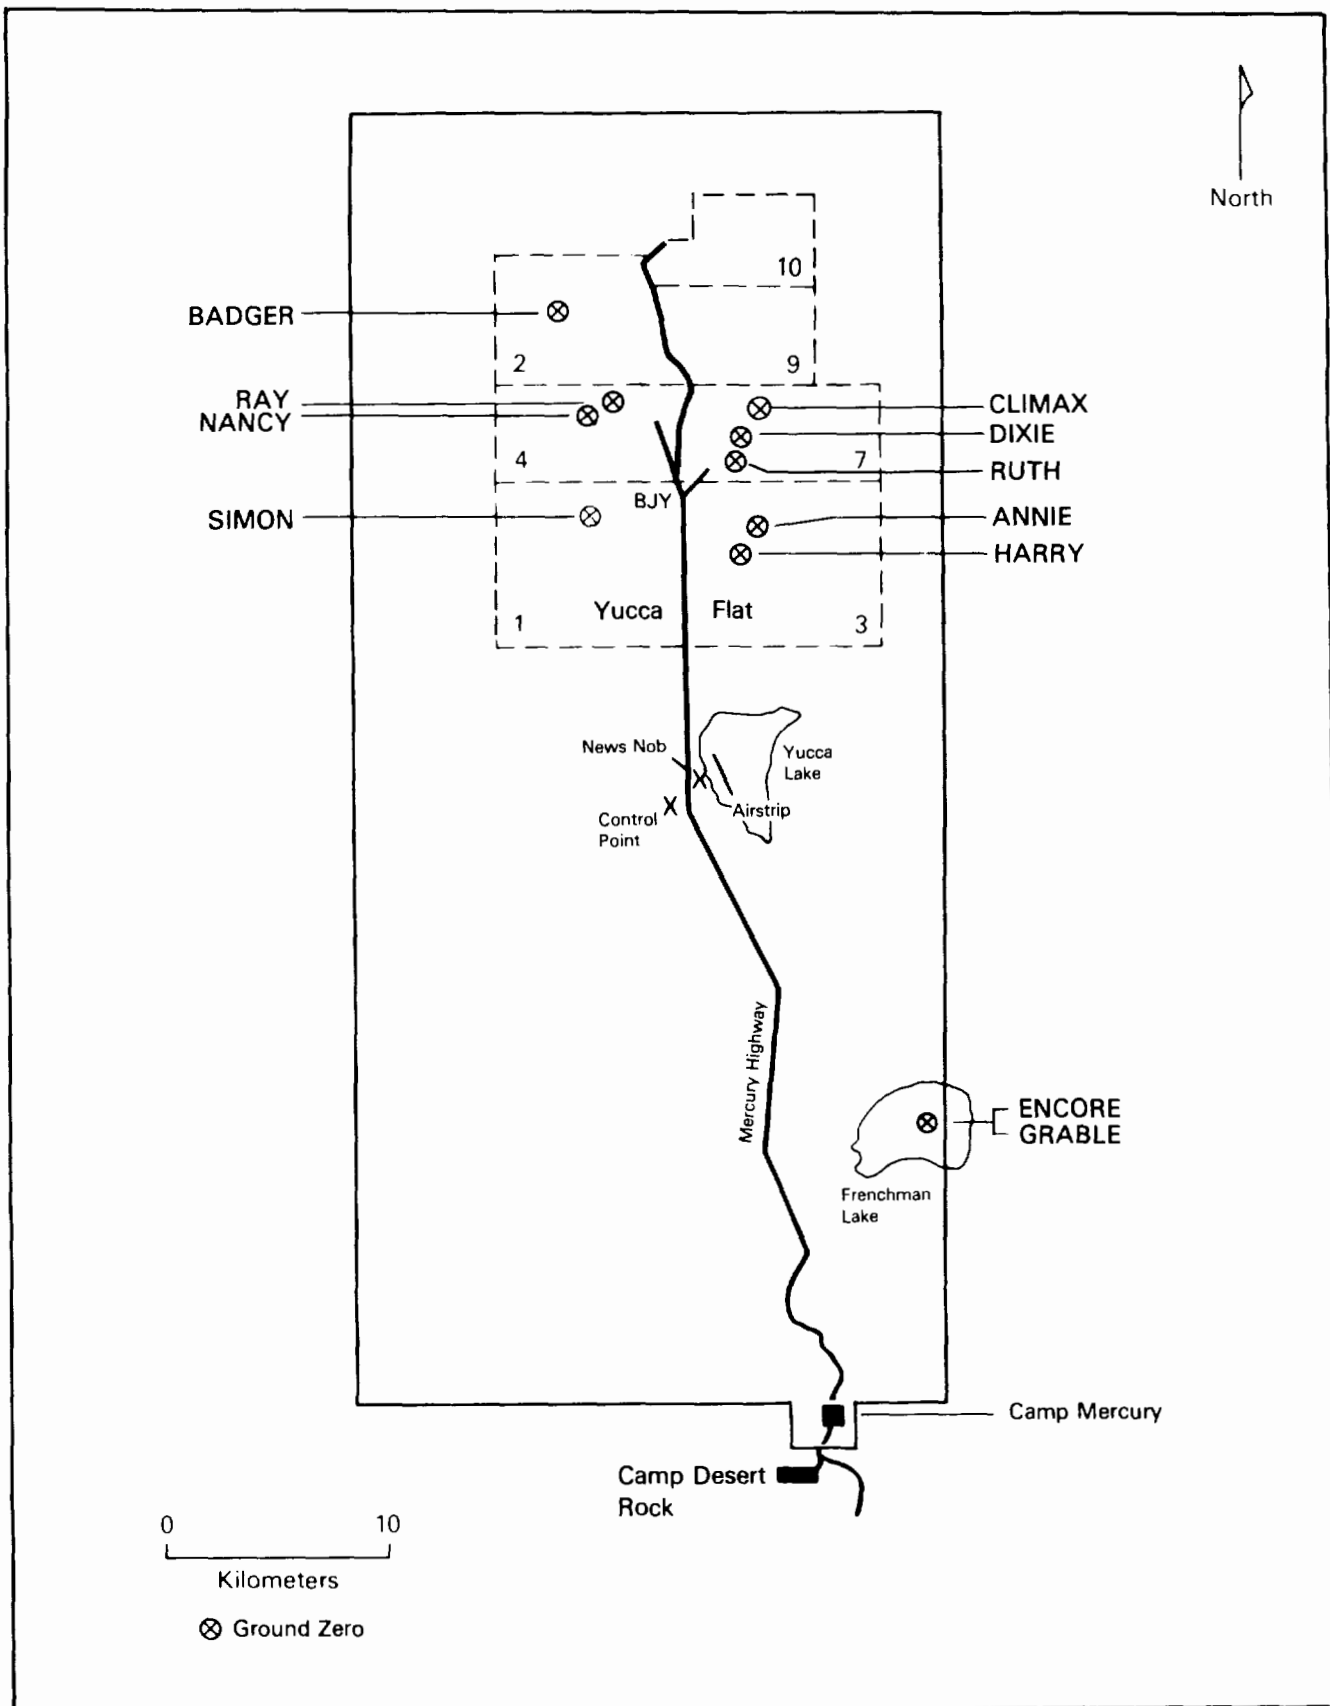 North
10
BADGER
2
9
RAY
NANCY
CLIMAX
DIXIE
4
7
RUTH
BJY
SIMON
ANNIE
HARRY
Yucca Flat
1
3
News Nob
Yucca
Lake
Airstrip
Control
Point
Mercury Highway
ENCORE
GRABLE
Frenchman
Lake
Camp Mercury
Camp Desert
Rock
0 10
Kilometers
Ground Zero